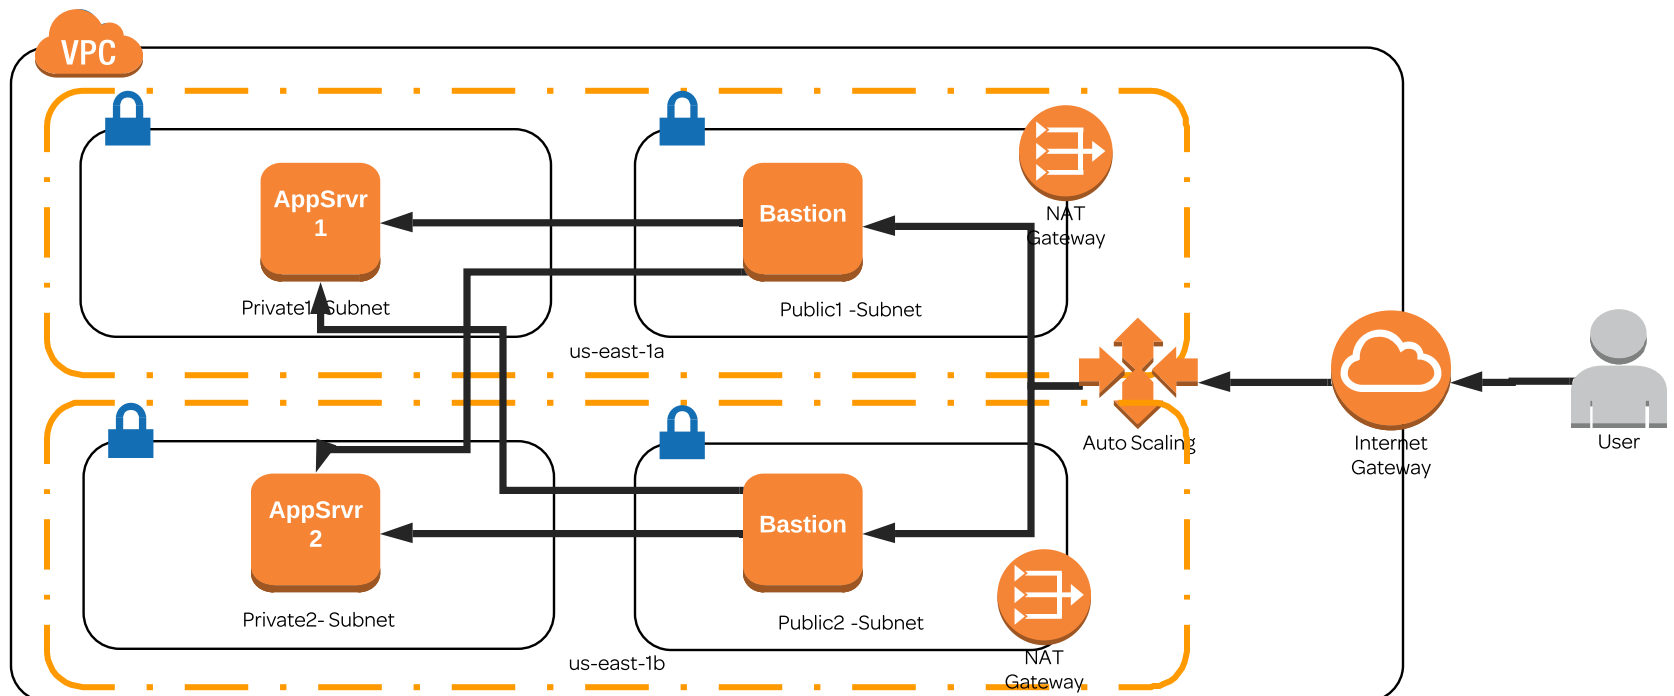 VPC
AppSrvr
1
Bastion
NAT
Gateway
Private1-Subnet
Public1 -Subnet
us-east-1a
Auto Scaling
Internet
Gateway
User
AppSrvr
2
Bastion
Private2- Subnet
Public2 -Subnet
us-east-1b
NAT
Gateway